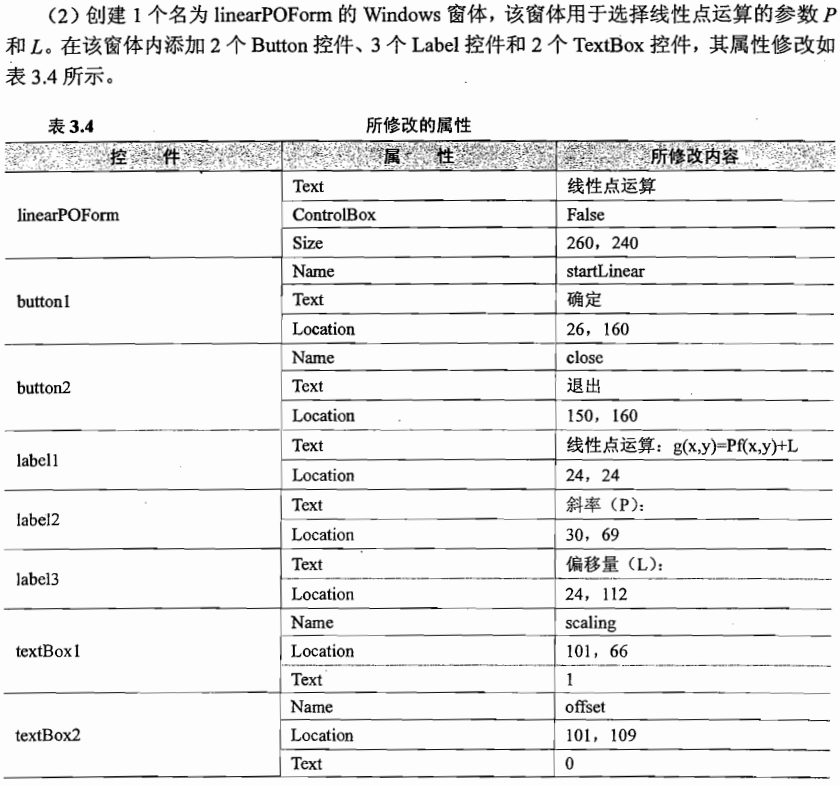 （2）创建 1 个名为 linearPOForm 的 Windows 窗体，该窗体用于选择线性点运算的参数 P
和 L。在该窗体内添加 2 个 Button 控件、3 个 Label 控件和 2 个 TextBox 控件，其属性修改如
表 3.4 所示。
表 3.4 所修改的属性
控 件 属 性 所修改内容
linearPOForm Text 线性点运算
ControlBox False
Size 260，240
button1 Name startLinear
Text 确定
Location 26，160
button2 Name close
Text 退出
Location 150，160
label1 Text 线性点运算：g(x,y)=Pf(x,y)+L
Location 24，24
label2 Text 斜率（P）：
Location 30，69
label3 Text 偏移量（L）：
Location 24，112
textBox1 Name scaling
Location 101，66
Text 1
textBox2 Name offset
Location 101，109
Text 0